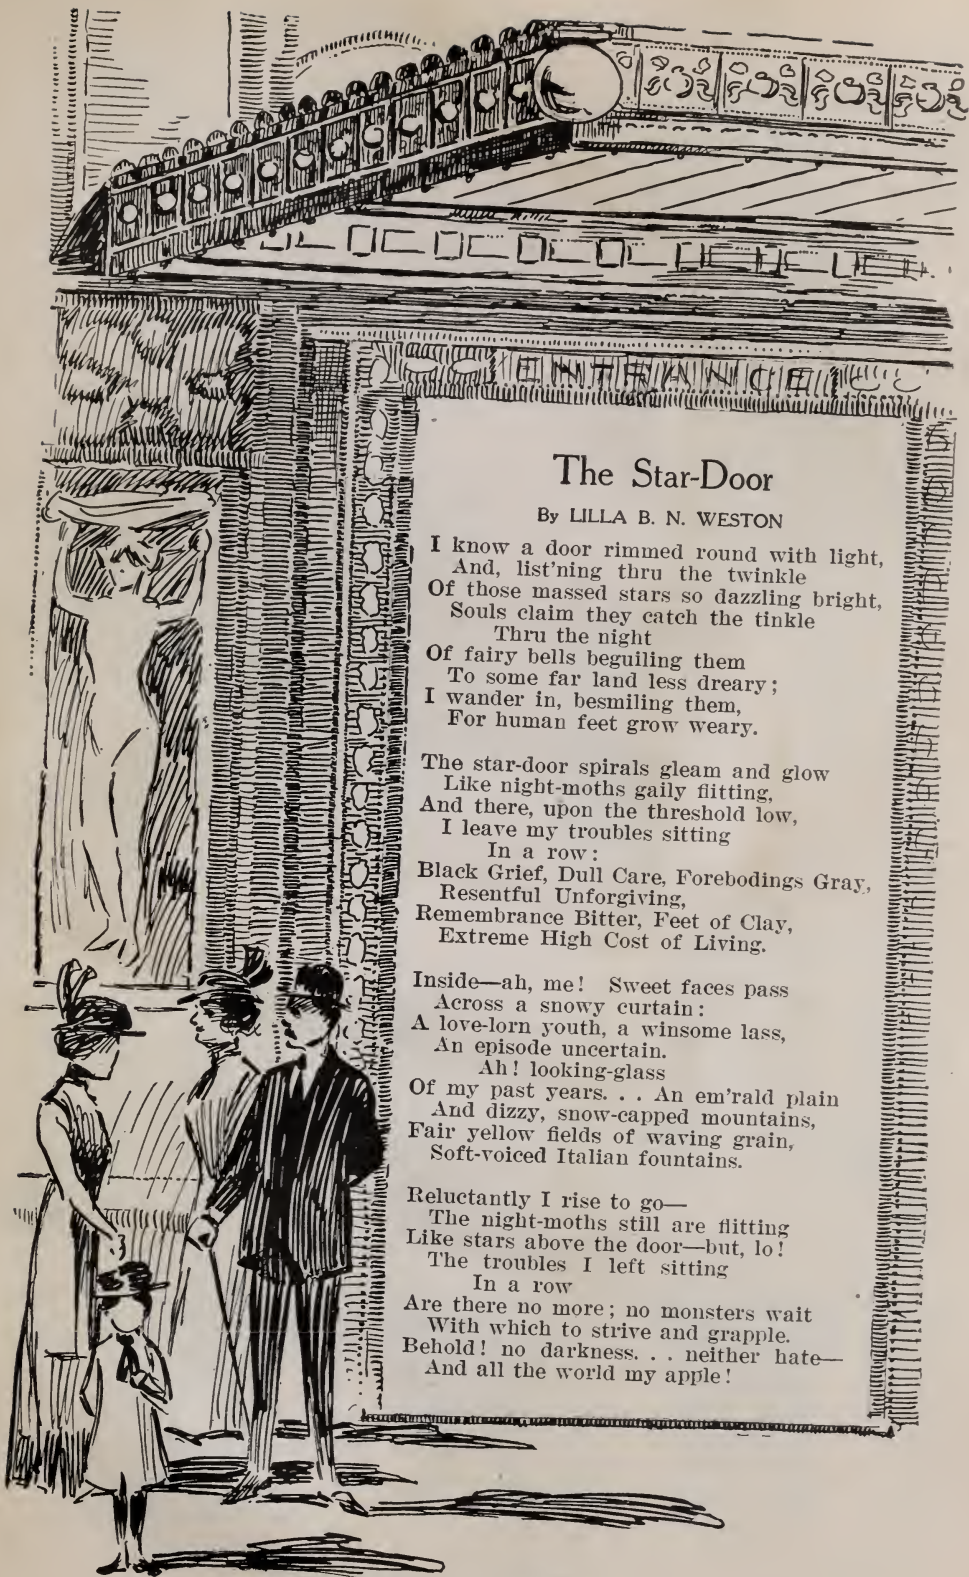 ENTRANCE
The Star-Door
By LILLA B. N. WESTON
I know a door rimmed round with light,
And, list'ning thru the twinkle
Of those massed stars so dazzling bright,
Souls claim they catch the tinkle
Thru the night
Of fairy bells beguiling them
To some far land less dreary;
I wander in, besmiling them,
For human feet grow weary.

The star-door spirals gleam and glow
Like night-moths gaily flitting,
And there, upon the threshold low,
I leave my troubles sitting
In a row:
Black Grief, Dull Care, Forebodings Gray,
Resentful Unforgiving,
Remembrance Bitter, Feet of Clay,
Extreme High Cost of Living.

Inside—ah, me! Sweet faces pass
Across a snowy curtain:
A love-lorn youth, a winsome lass,
An episode uncertain.
Ah! looking-glass
Of my past years. . . An em'rald plain
And dizzy, snow-capped mountains,
Fair yellow fields of waving grain,
Soft-voiced Italian fountains.

Reluctantly I rise to go—
The night-moths still are flitting
Like stars above the door—but, lo!
The troubles I left sitting
In a row
Are there no more; no monsters wait
With which to strive and grapple.
Behold! no darkness. . . neither hate—
And all the world my apple!